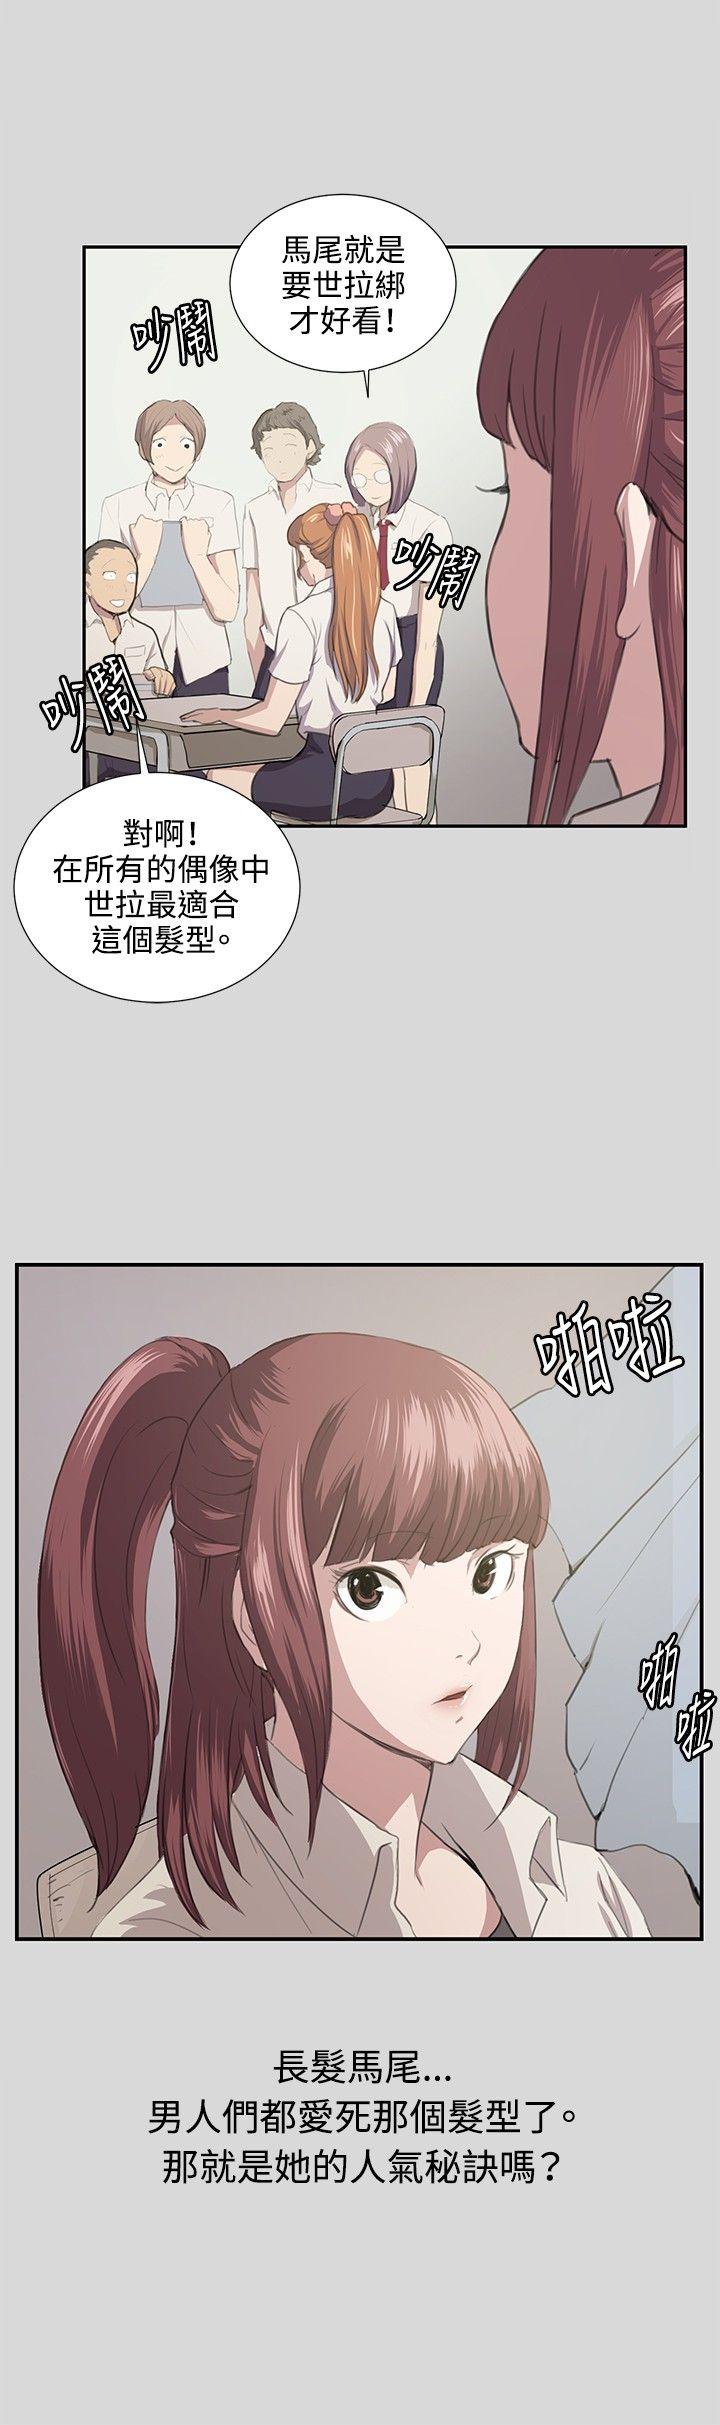 馬尾就是
要世拉綁
才好看!
吵鬧
吵鬧
吵鬧
對啊!
在所有的偶像中
世拉最適合
這個髮型。
啪啦
啪啦
長髮馬尾...
男人們都愛死那個髮型了。
那就是她的人氣秘訣嗎?